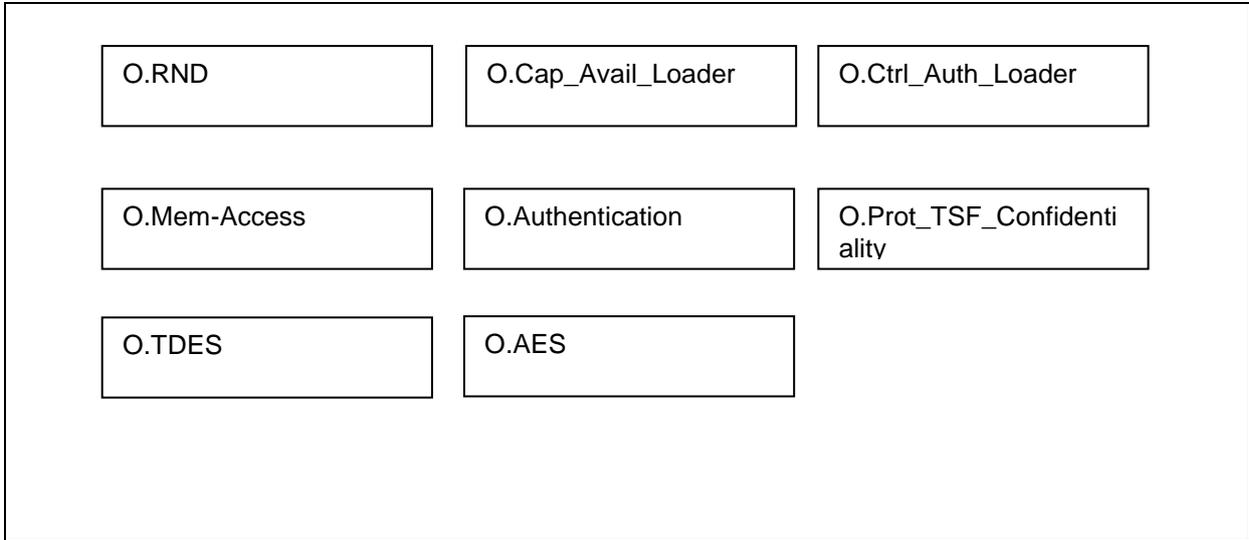 O.RND
O.Cap_Avail_Loader
O.Ctrl_Auth_Loader
O.Mem-Access
O.Authentication
O.Prot_TSF_Confidenti
ality
O.TDES
O.AES